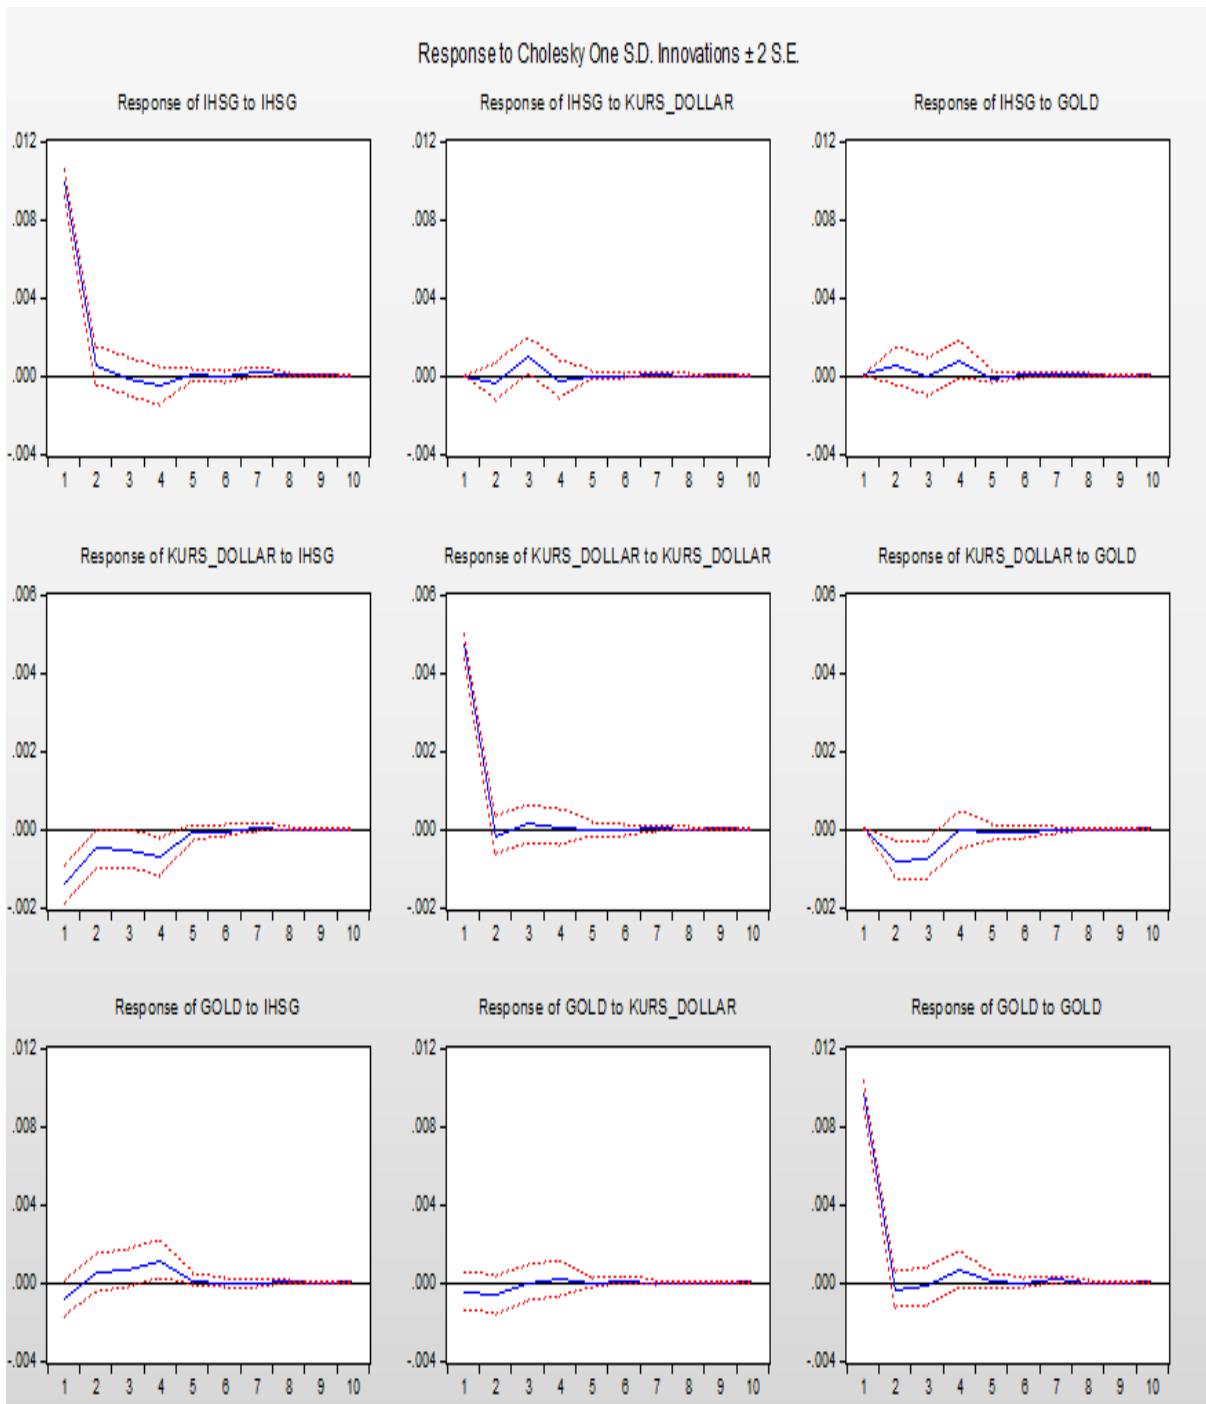 Response to Cholesky One S.D. Innovations ± 2 S.E.
Response of IHSG to IHSG
Response of IHSG to KURS_DOLLAR
Response of IHSG to GOLD
.012
.008
.004
.000
-.004
1 2 3 4 5 6 7 8 9 10
.012
.008
.004
.000
-.004
1 2 3 4 5 6 7 8 9 10
.012
.008
.004
.000
-.004
1 2 3 4 5 6 7 8 9 10
Response of KURS_DOLLAR to IHSG
Response of KURS_DOLLAR to KURS_DOLLAR
Response of KURS_DOLLAR to GOLD
.006
.004
.002
.000
-.002
1 2 3 4 5 6 7 8 9 10
.006
.004
.002
.000
-.002
1 2 3 4 5 6 7 8 9 10
.006
.004
.002
.000
-.002
1 2 3 4 5 6 7 8 9 10
Response of GOLD to IHSG
Response of GOLD to KURS_DOLLAR
Response of GOLD to GOLD
.012
.008
.004
.000
-.004
1 2 3 4 5 6 7 8 9 10
.012
.008
.004
.000
-.004
1 2 3 4 5 6 7 8 9 10
.012
.008
.004
.000
-.004
1 2 3 4 5 6 7 8 9 10